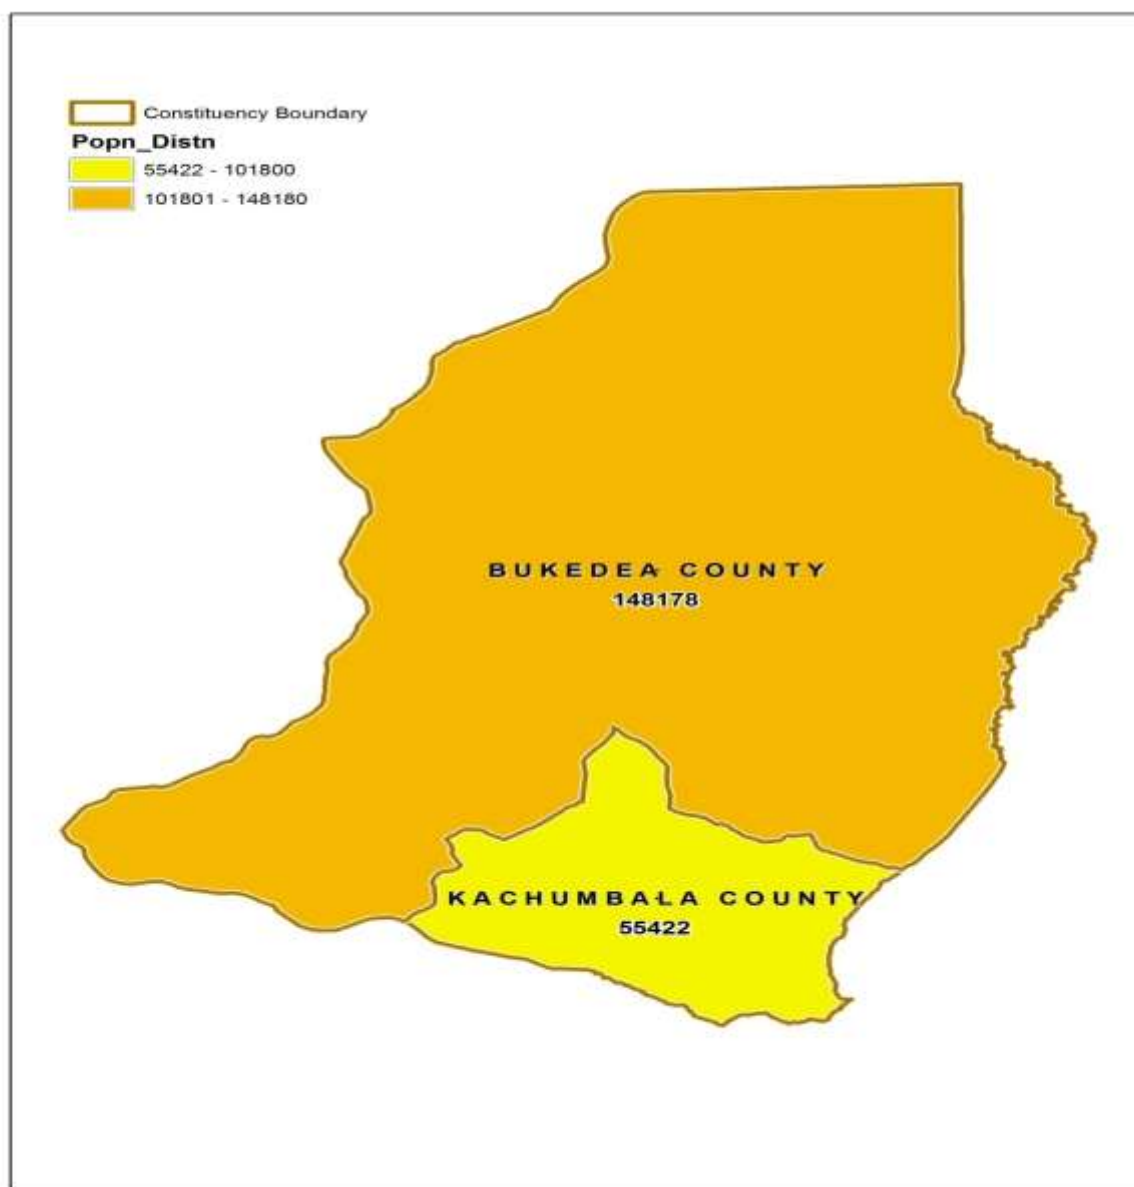 Constituency Boundary
Popn_Distn
55422 - 101800
101801 - 148180
BUKEDEA COUNTY
148178
KACHUMBALA COUNTY
55422